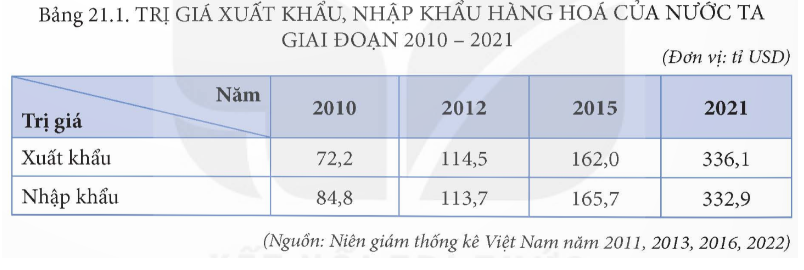 Bảng 21.1. TRỊ GIÁ XUẤT KHẨU, NHẬP KHẨU HÀNG HOÁ CỦA NƯỚC TA
GIAI ĐOẠN 2010 – 2021
(Đơn vị: tỉ USD)
Năm
Trị giá 2010 2012 2015 2021
Xuất khẩu 72,2 114,5 162,0 336,1
Nhập khẩu 84,8 113,7 165,7 332,9
(Nguồn: Niên giám thống kê Việt Nam năm 2011, 2013, 2016, 2022)